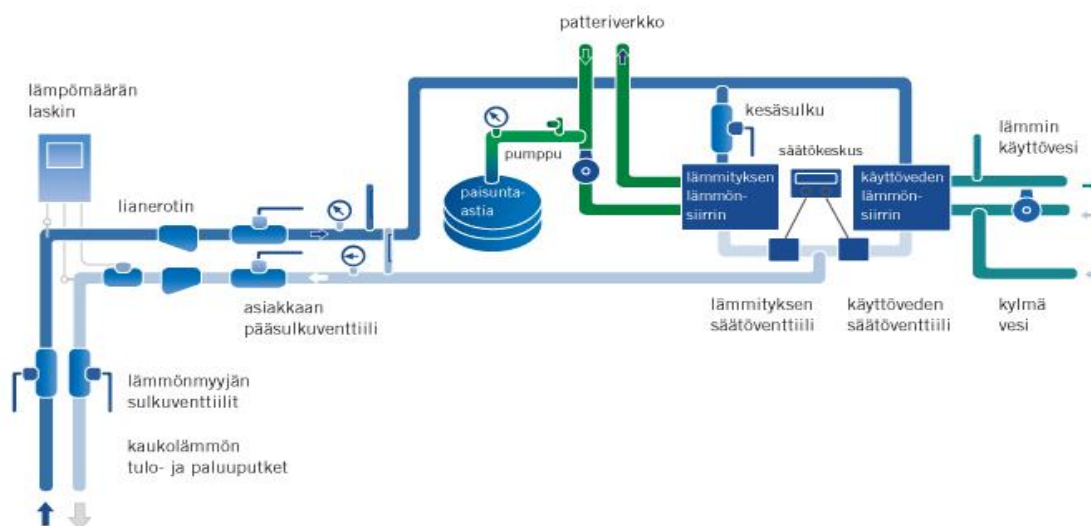 patteriverkko
lämpömäärän
laskin
kesäsulku
lämmin
käyttövesi
pumppu
säätökeskus
lämmityksen
lämmön-
siirrin
käyttöveden
lämmön-
siirrin
paisunta-
astia
lianerotin
asiakkaan
pääsulkuventtiili
lämmityksen
säätöventtiili
käyttöveden
säätöventtiili
kylmä
vesi
lämmönmyyjän
sulkuventtiilit
kaukolämmön
tulo- ja paluuputket